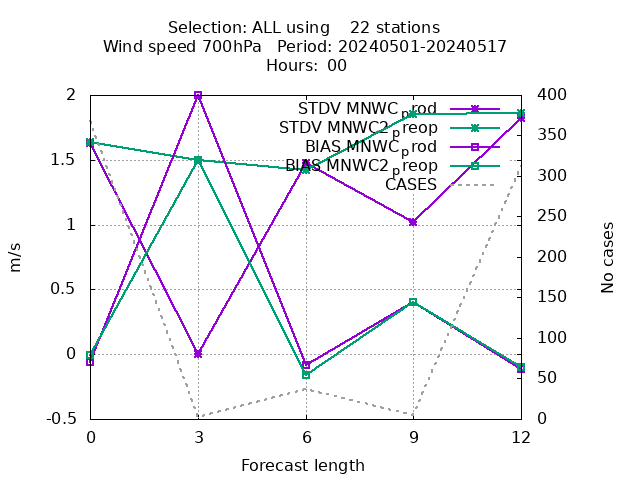 Selection: ALL using    22 stations
Wind speed 700hPa   Period: 20240501-20240517
Hours: 00
STDV MNWC_prod
STDV MNWC2_preop
BIAS MNWC_prod
BIAS MNWC2_preop
CASES
2
1.5
1
0.5
0
-0.5
m/s
400
350
300
250
200
150
100
50
0
No cases
0 3 6 9 12
Forecast length